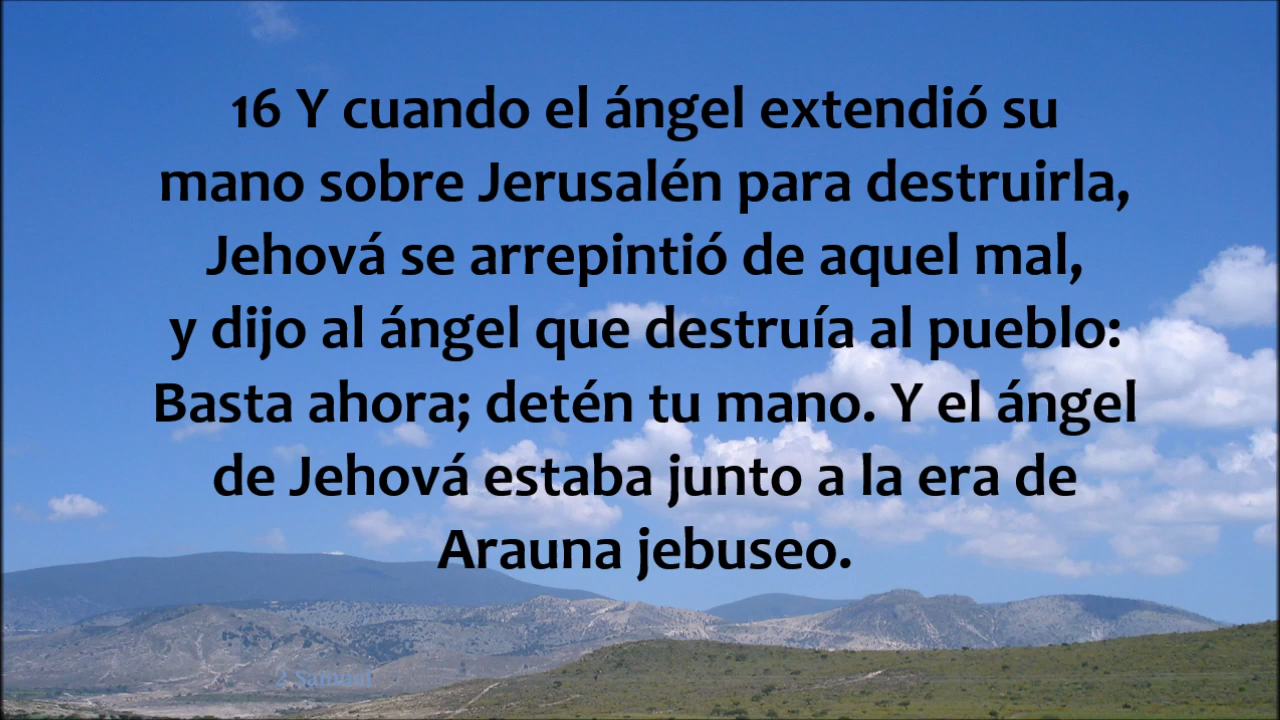 16 Y cuando el ángel extendió su
mano sobre Jerusalén para destruirla,
Jehová se arrepintió de aquel mal,
y dijo al ángel que destruía al pueblo:
Basta ahora; detén tu mano. Y el ángel
de Jehová estaba junto a la era de
Arauna jebuseo.
2 Samuel